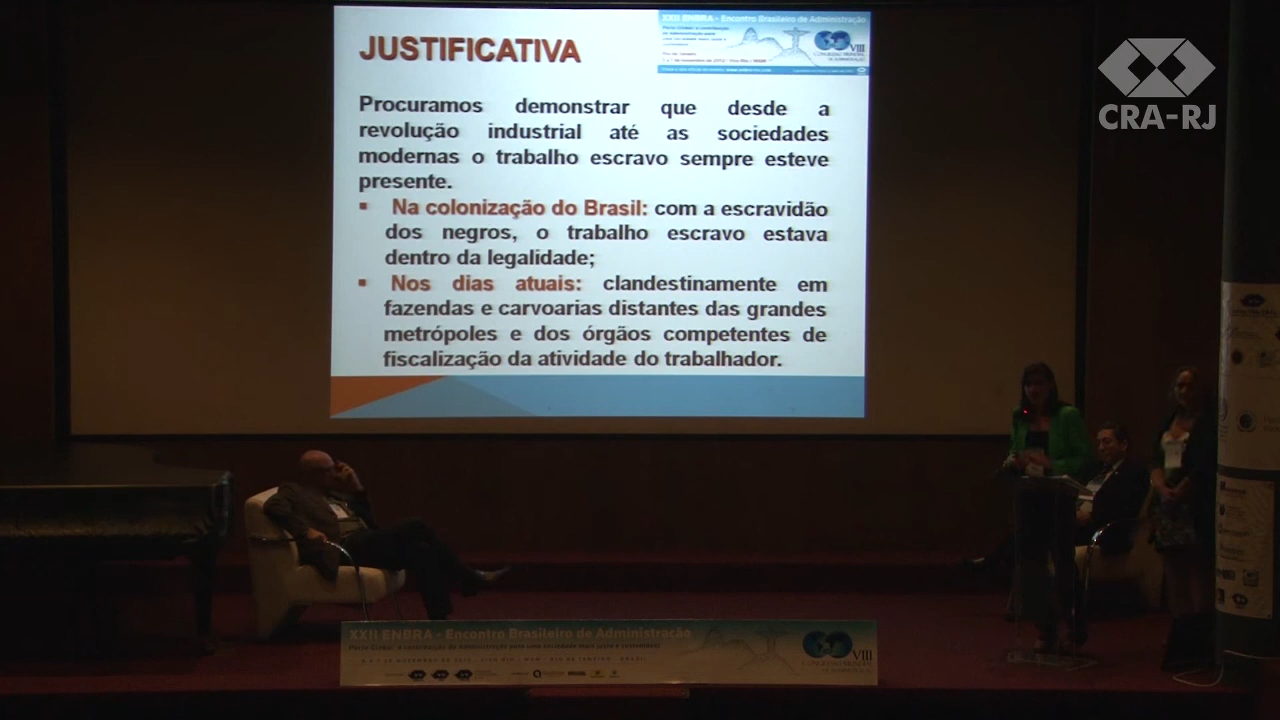 JUSTIFICATIVA
XXII ENBRA - Encontro Brasileiro de Administração
VIII
CRA-RJ
Procuramos demonstrar que desde a
revolução industrial até as sociedades
modernas o trabalho escravo sempre esteve
presente.
Na colonização do Brasil: com a escravidão
dos negros, o trabalho escravo estava
dentro da legalidade;
Nos dias atuais: clandestinamente em
fazendas e carvoarias distantes das grandes
metrópoles e dos órgãos competentes de
fiscalização da atividade do trabalhador.
XXII ENBRA - Encontro Brasileiro de Administração
VIII